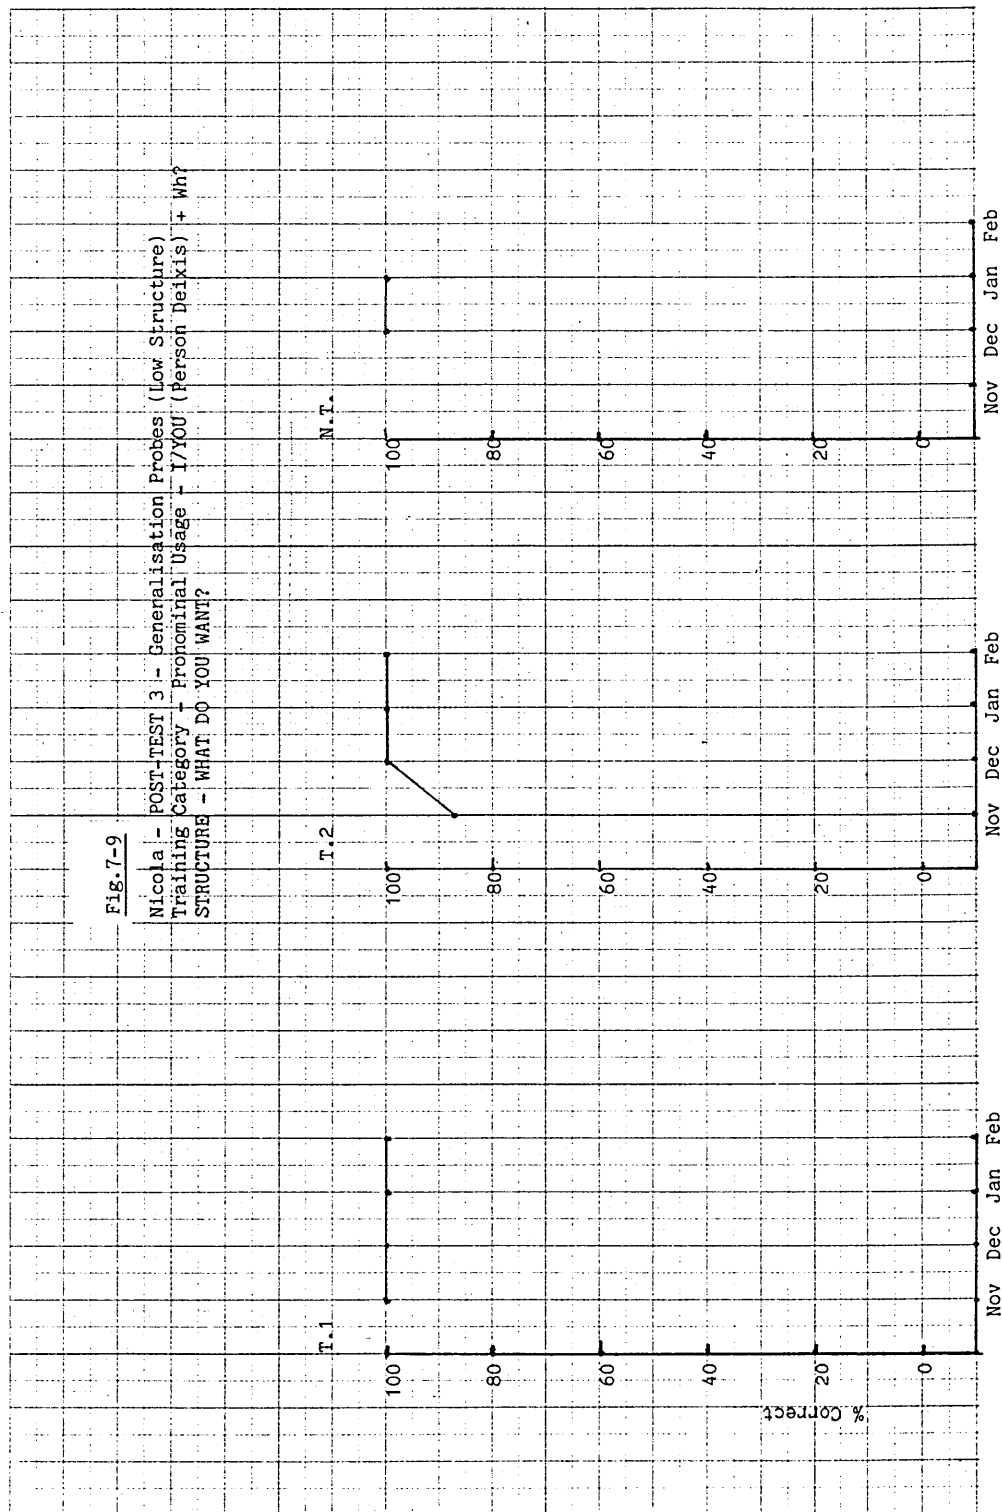 Fig.7-9
Nicola - POST-TEST 3 - Generalisation Probes (Low Structure)
Training Category - Pronominal Usage - I/YOU (Person Deixis) + Wh?
STRUCTURE - WHAT DO YOU WANT?
T.1
T.2
N.T.
% Correct
100
80
60
40
20
0
Nov Dec Jan Feb
100
80
60
40
20
0
Nov Dec Jan Feb
100
80
60
40
20
0
Nov Dec Jan Feb